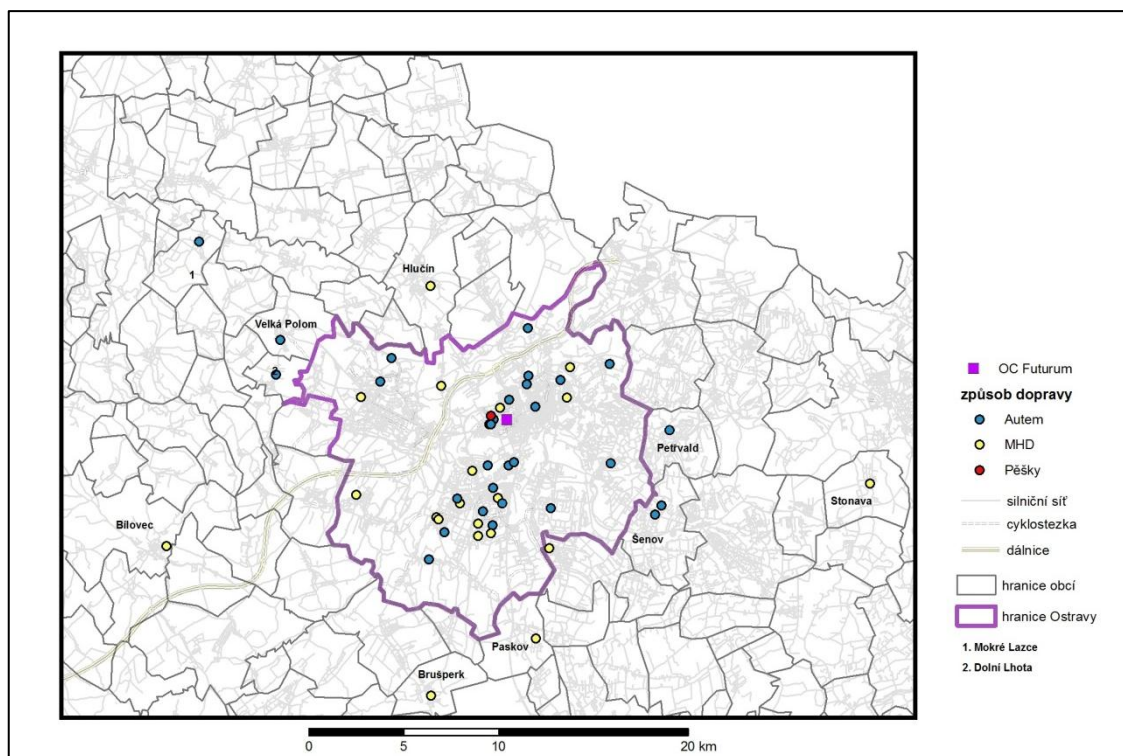 1
Hlučín
Velká Polom
2
Petřvald
Stonava
Bílovec
Šenov
Paskov
Brušperk
OC Futurum
způsob dopravy
Autem
MHD
Pěšky
silniční síť
cyklostezka
dálnice
hranice obcí
hranice Ostravy
1. Mokré Lazce
2. Dolní Lhota
0 5 10 20 km